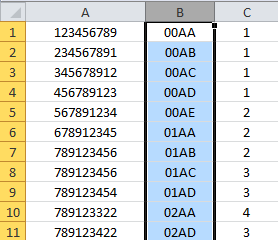 A B C
1 123456789 00AA 1
2 234567891 00AB 1
3 345678912 00AC 1
4 456789123 00AD 1
5 567891234 00AE 2
6 678912345 01AA 2
7 789123456 01AB 2
8 789123456 01AC 3
9 789123454 01AD 3
10 789123322 02AA 4
11 789123422 02AD 3